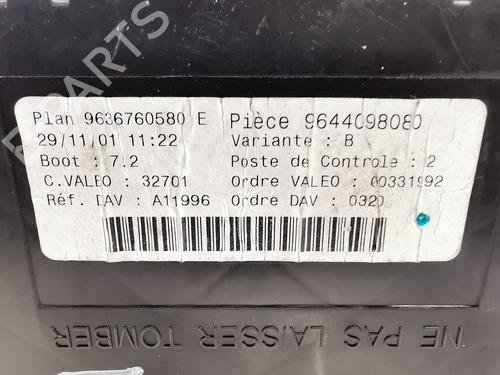 Plan 9636760580 E Pièce 9644098080
29/11/01 11:22 Variante : B
Boot : 7.2 Poste de Controle : 2
C.VALEO : 32701 Ordre VALEO : 00331992
Réf. DAV : A11996 Ordre DAV : 0320
NE PAS LAISSER TOMBER